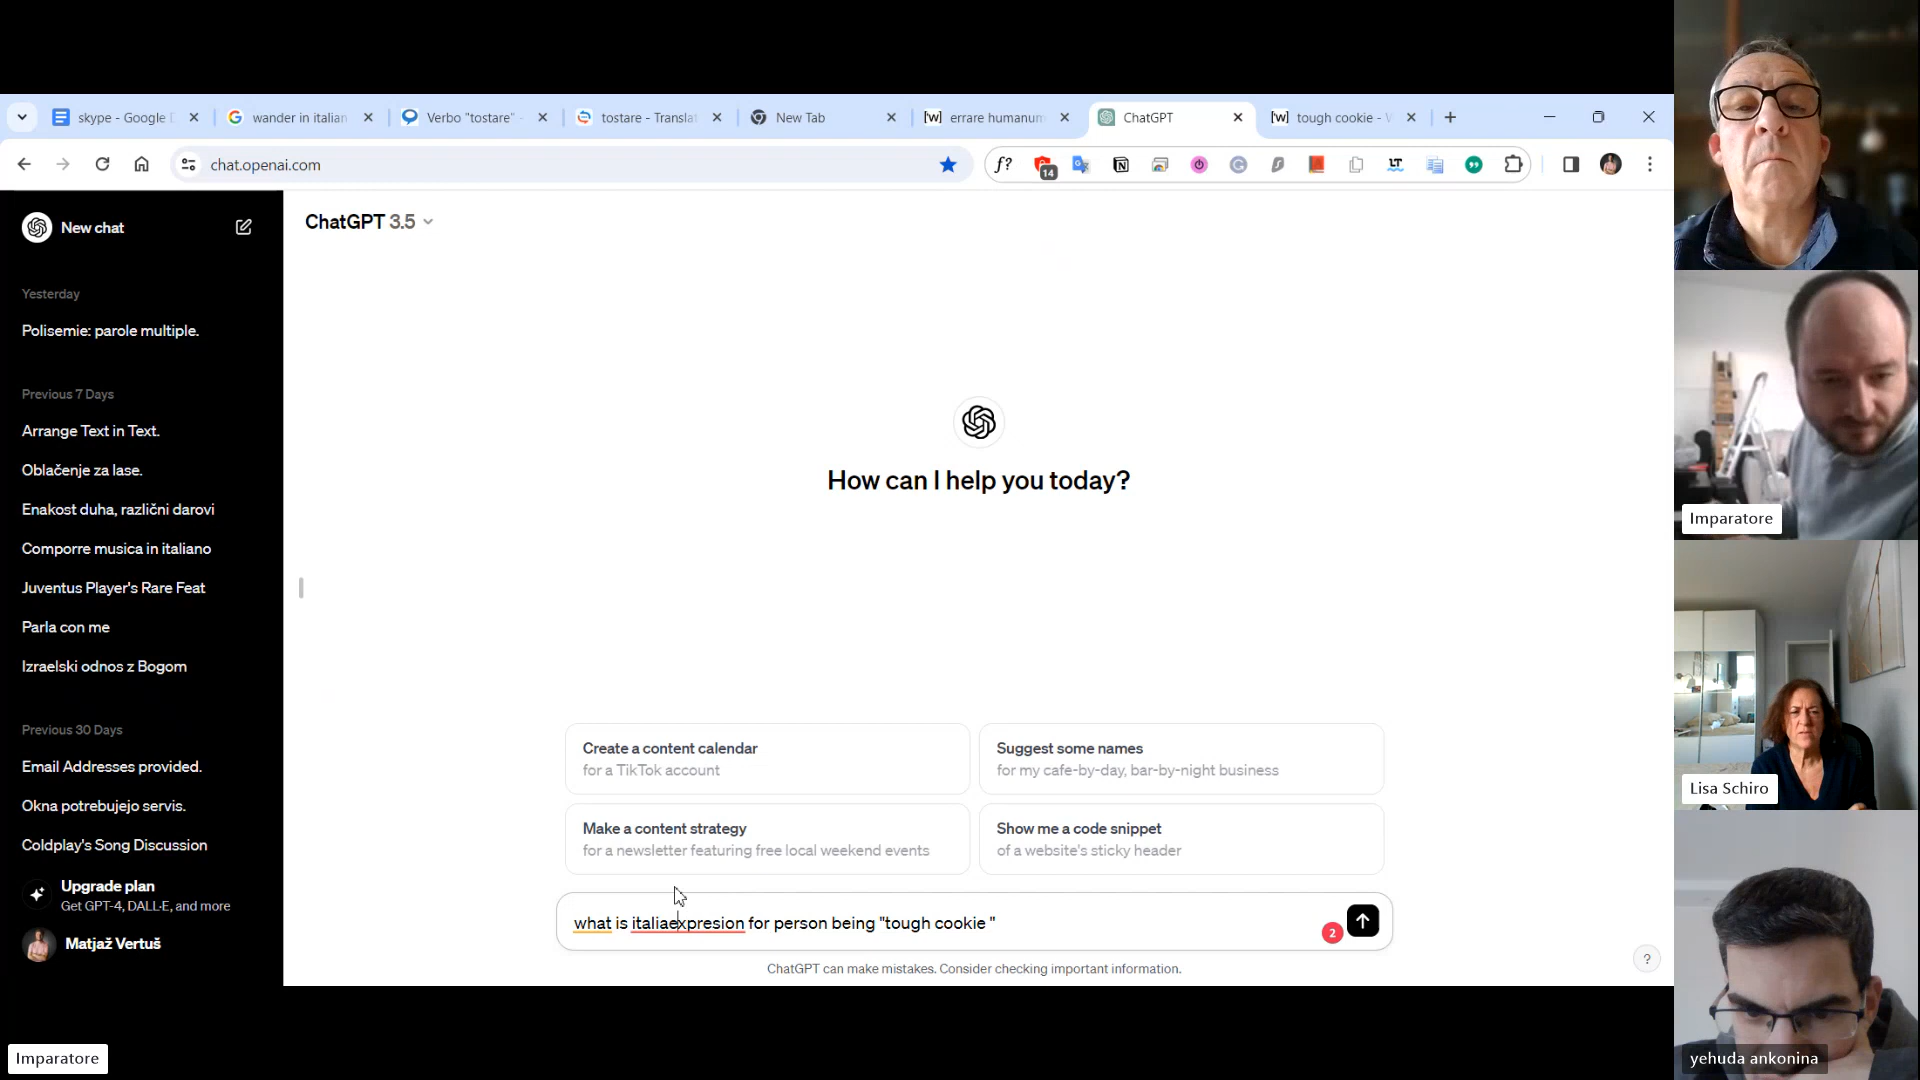 skype - Google D
wander in italian
Verbo "tostare" -
tostare - Translat
New Tab
errare humanum
ChatGPT
tough cookie - W
chat.openai.com
14
New chat
ChatGPT 3.5
Yesterday
Polisemie: parole multiple.
Previous 7 Days
Arrange Text in Text.
Oblačenje za lase.
Enakost duha, različni darovi
Comporre musica in italiano
Juventus Player's Rare Feat
Parla con me
Izraelski odnos z Bogom
Previous 30 Days
Email Addresses provided.
Okna potrebujejo servis.
Coldplay's Song Discussion
Upgrade plan
Get GPT-4, DALL·E, and more
Matjaž Vertuš
How can I help you today?
Create a content calendar
for a TikTok account
Suggest some names
for my cafe-by-day, bar-by-night business
Make a content strategy
for a newsletter featuring free local weekend events
Show me a code snippet
of a website's sticky header
what is italiaexpresion for person being "tough cookie "
2
ChatGPT can make mistakes. Consider checking important information.
?
Imparatore
Imparatore
Lisa Schiro
yehuda ankonina